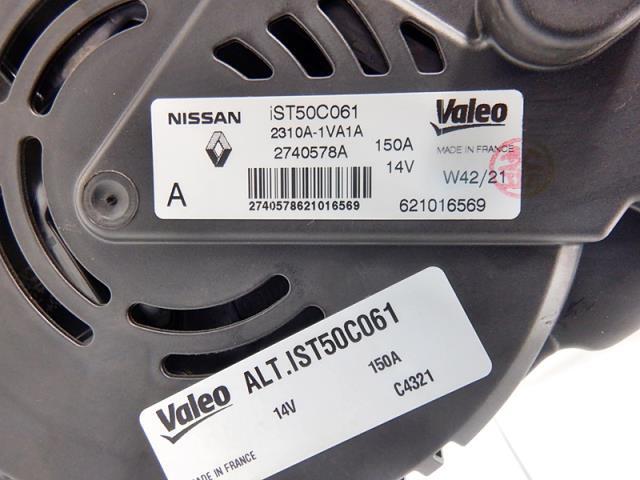 NISSAN iST50C061 Valeo
2310A-1VA1A
2740578A 150A MADE IN FRANCE
14V W42/21
A 2740578621016569 621016569
Valeo ALT.IST50C061
14V 150A C4321
MADE IN FRANCE